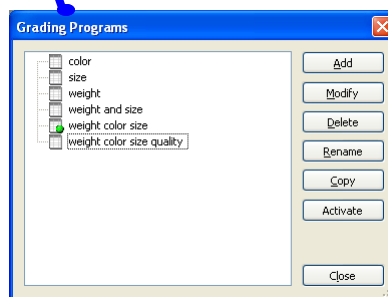 Grading Programs
color
size
weight
weight and size
weight color size
weight color size quality
Add
Modify
Delete
Rename
Copy
Activate
Close